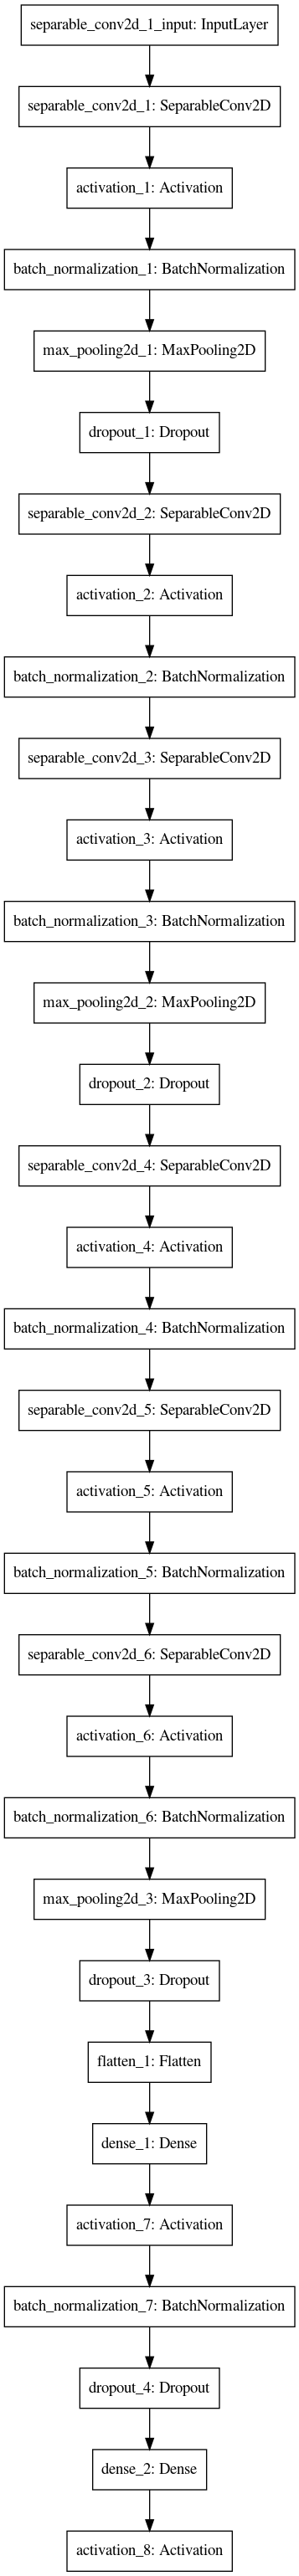 separable_conv2d_1_input: InputLayer
separable_conv2d_1: SeparableConv2D
activation_1: Activation
batch_normalization_1: BatchNormalization
max_pooling2d_1: MaxPooling2D
dropout_1: Dropout
separable_conv2d_2: SeparableConv2D
activation_2: Activation
batch_normalization_2: BatchNormalization
separable_conv2d_3: SeparableConv2D
activation_3: Activation
batch_normalization_3: BatchNormalization
max_pooling2d_2: MaxPooling2D
dropout_2: Dropout
separable_conv2d_4: SeparableConv2D
activation_4: Activation
batch_normalization_4: BatchNormalization
separable_conv2d_5: SeparableConv2D
activation_5: Activation
batch_normalization_5: BatchNormalization
separable_conv2d_6: SeparableConv2D
activation_6: Activation
batch_normalization_6: BatchNormalization
max_pooling2d_3: MaxPooling2D
dropout_3: Dropout
flatten_1: Flatten
dense_1: Dense
activation_7: Activation
batch_normalization_7: BatchNormalization
dropout_4: Dropout
dense_2: Dense
activation_8: Activation